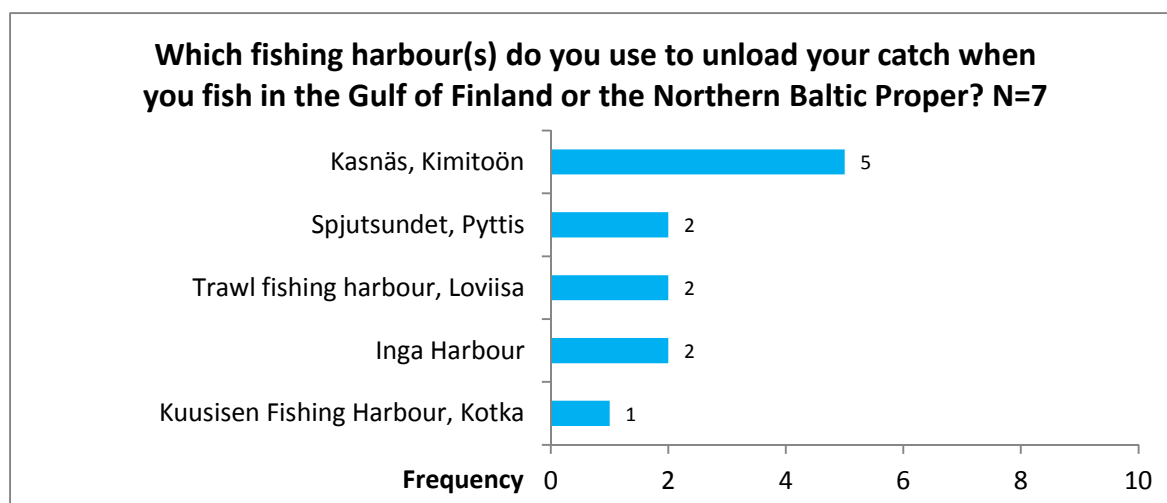 Which fishing harbour(s) do you use to unload your catch when
you fish in the Gulf of Finland or the Northern Baltic Proper? N=7
Kasnäs, Kimitoön 5
Spjutsundet, Pyttis 2
Trawl fishing harbour, Loviisa 2
Inga Harbour 2
Kuusisen Fishing Harbour, Kotka 1
Frequency 0 2 4 6 8 10